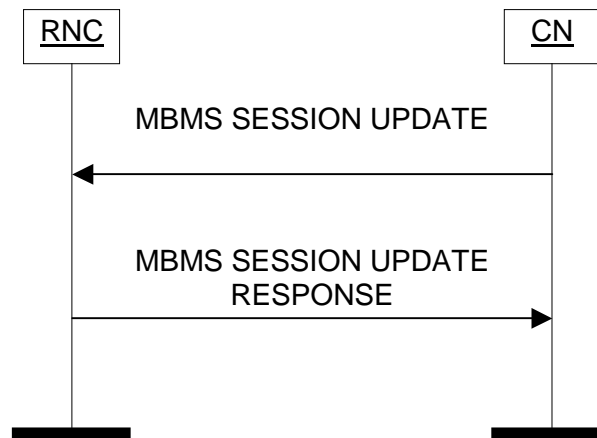 RNC
CN
MBMS SESSION UPDATE
MBMS SESSION UPDATE
RESPONSE